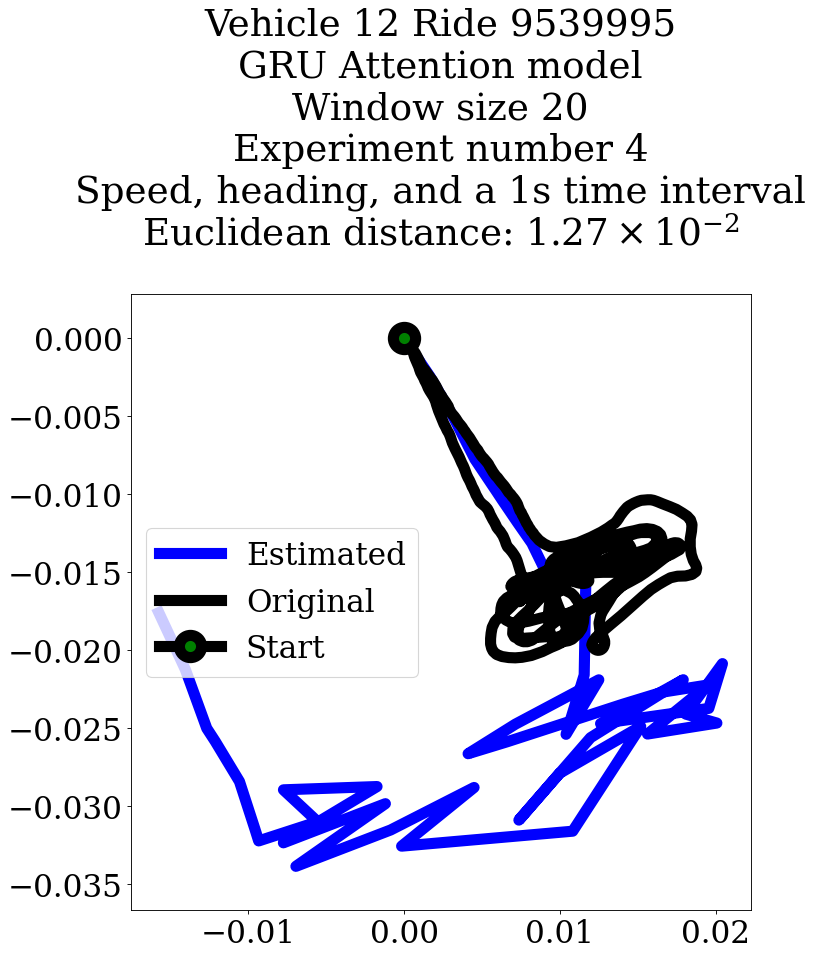 Vehicle 12 Ride 9539995
GRU Attention model
Window size 20
Experiment number 4
Speed, heading, and a 1s time interval
Euclidean distance: 1.27 × 10⁻²
0.000
−0.005
−0.010
−0.015
−0.020
−0.025
−0.030
−0.035
Estimated
Original
Start
−0.01 0.00 0.01 0.02